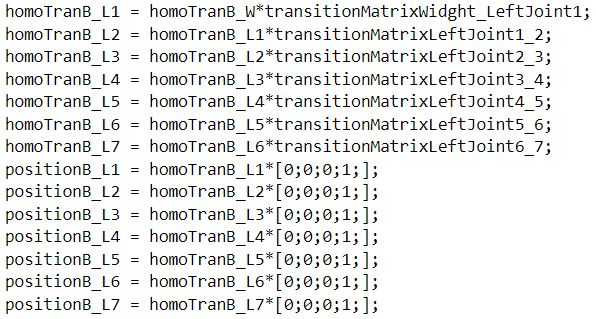 homoTranB_L1 = homoTranB_W*transitionMatrixWidght_LeftJoint1;
homoTranB_L2 = homoTranB_L1*transitionMatrixLeftJoint1_2;
homoTranB_L3 = homoTranB_L2*transitionMatrixLeftJoint2_3;
homoTranB_L4 = homoTranB_L3*transitionMatrixLeftJoint3_4;
homoTranB_L5 = homoTranB_L4*transitionMatrixLeftJoint4_5;
homoTranB_L6 = homoTranB_L5*transitionMatrixLeftJoint5_6;
homoTranB_L7 = homoTranB_L6*transitionMatrixLeftJoint6_7;
positionB_L1 = homoTranB_L1*[0;0;0;1;];
positionB_L2 = homoTranB_L2*[0;0;0;1;];
positionB_L3 = homoTranB_L3*[0;0;0;1;];
positionB_L4 = homoTranB_L4*[0;0;0;1;];
positionB_L5 = homoTranB_L5*[0;0;0;1;];
positionB_L6 = homoTranB_L6*[0;0;0;1;];
positionB_L7 = homoTranB_L7*[0;0;0;1;];